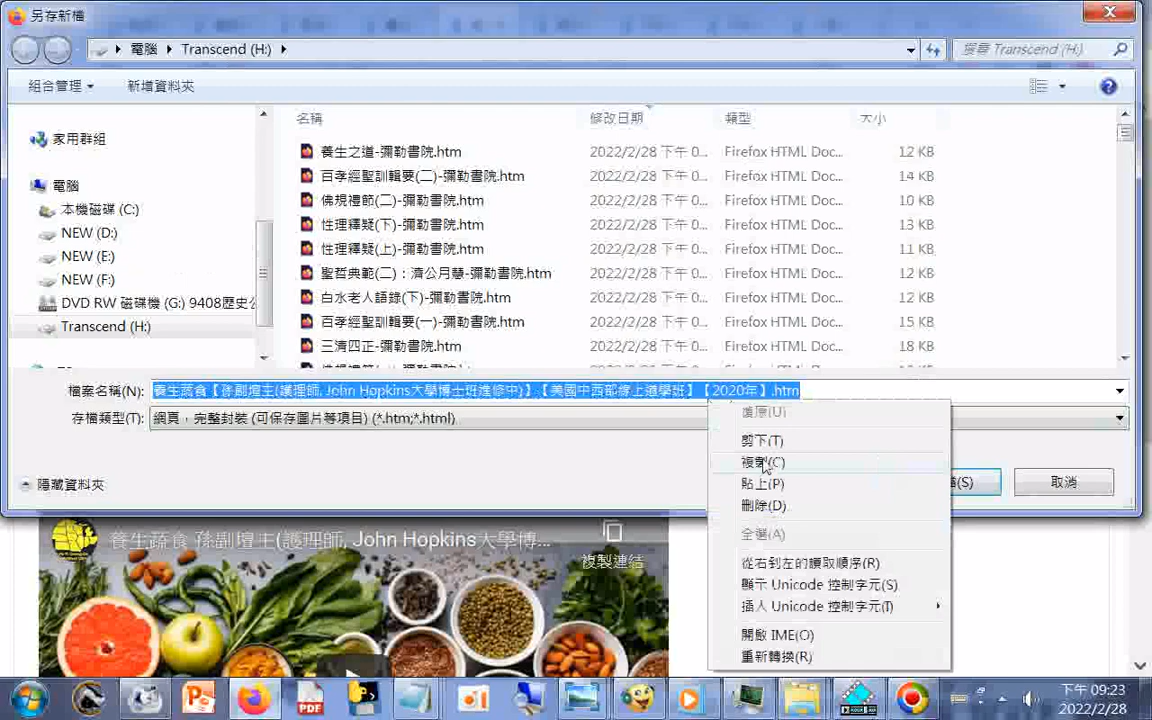 另存新檔
電腦 Transcend (H:)
搜尋 Transcend (H:)
組合管理 新增資料夾
名稱 修改日期 類型 大小
家用群組
電腦
本機磁碟 (C:)
NEW (D:)
NEW (E:)
NEW (F:)
DVD RW 磁碟機 (G:) 9408歷史公
Transcend (H:)
養生之道-彌勒書院.htm 2022/2/28 下午 0... Firefox HTML Doc... 12 KB
百孝經聖訓輯要(二)-彌勒書院.htm 2022/2/28 下午 0... Firefox HTML Doc... 14 KB
佛規禮節(二)-彌勒書院.htm 2022/2/28 下午 0... Firefox HTML Doc... 10 KB
性理釋疑(下)-彌勒書院.htm 2022/2/28 下午 0... Firefox HTML Doc... 13 KB
性理釋疑(上)-彌勒書院.htm 2022/2/28 下午 0... Firefox HTML Doc... 11 KB
聖哲典範(二)：濟公月慧-彌勒書院.htm 2022/2/28 下午 0... Firefox HTML Doc... 12 KB
白水老人語錄(下)-彌勒書院.htm 2022/2/28 下午 0... Firefox HTML Doc... 12 KB
百孝經聖訓輯要(一)-彌勒書院.htm 2022/2/28 下午 0... Firefox HTML Doc... 15 KB
三濟四正-彌勒書院.htm 2022/2/28 下午 0... Firefox HTML Doc... 18 KB
檔案名稱(N): 養生蔬食【孫副壇主(護理師, John Hopkins大學博士班進修中)】【美國中西部線上道學班】【2020年】.htm
存檔類型(T): 網頁，完整封裝 (可保存圖片等項目) (*.htm;*.html)
復原(U)
剪下(T)
複製(C)
貼上(P)
刪除(D)
全選(A)
從右到左的讀取順序(R)
顯示 Unicode 控制字元(S)
插入 Unicode 控制字元(T)
開啟 IME(O)
重新轉換(R)
隱藏資料夾
(S)
取消
養生蔬食 孫副壇主(護理師, John Hopkins大學博...
複製連結
下午 09:23
2022/2/28